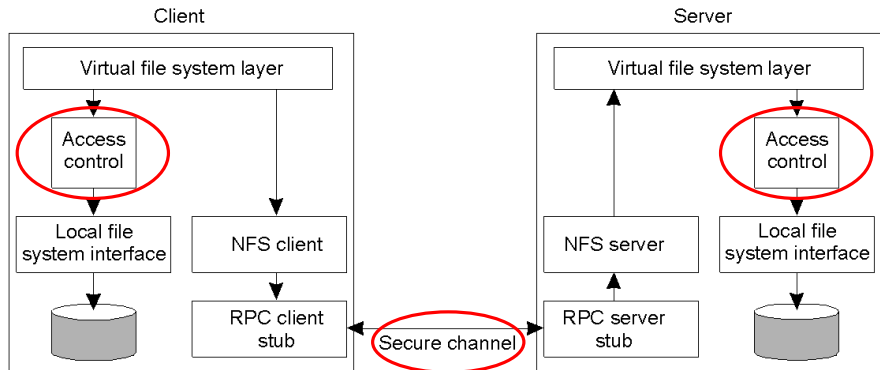 Client
Server
Virtual file system layer
Virtual file system layer
Access
control
Access
control
Local file
system interface
NFS client
NFS server
Local file
system interface
RPC client
stub
Secure channel
RPC server
stub